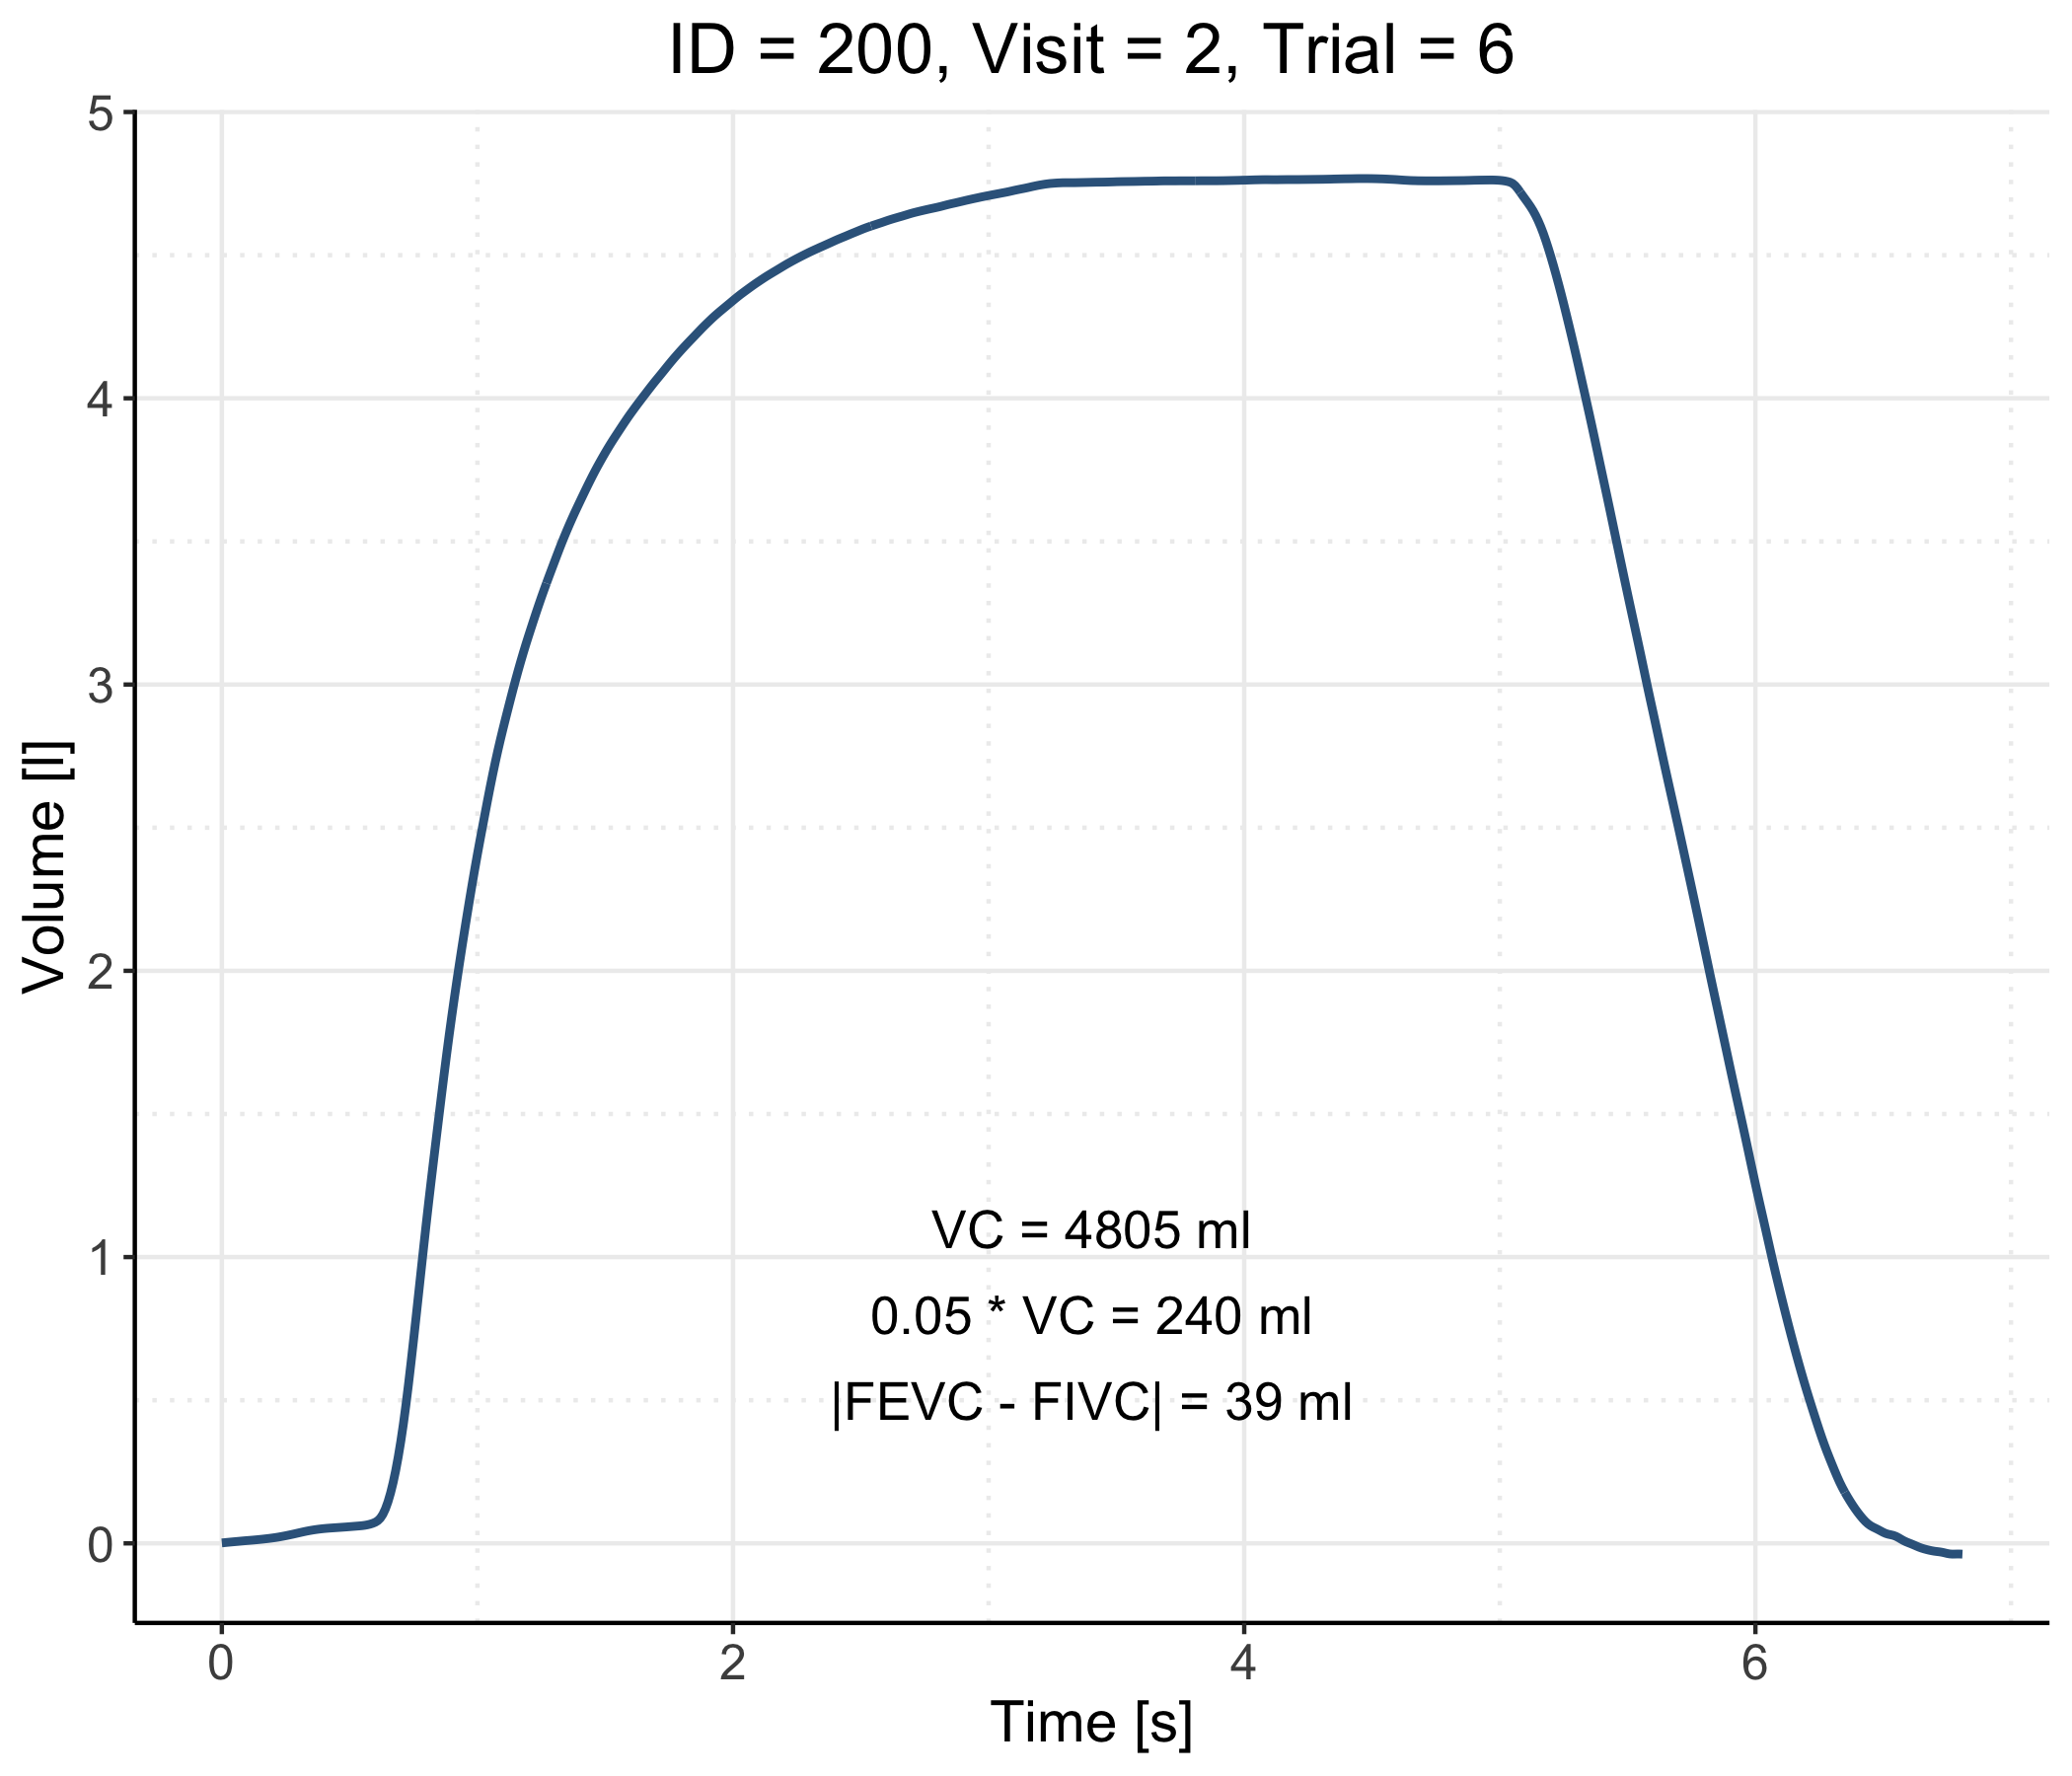 ID = 200, Visit = 2, Trial = 6
5
4
3
2
1
0
Volume [l]
VC = 4805 ml
0.05 * VC = 240 ml
|FEVC - FIVC| = 39 ml
0 2 4 6
Time [s]